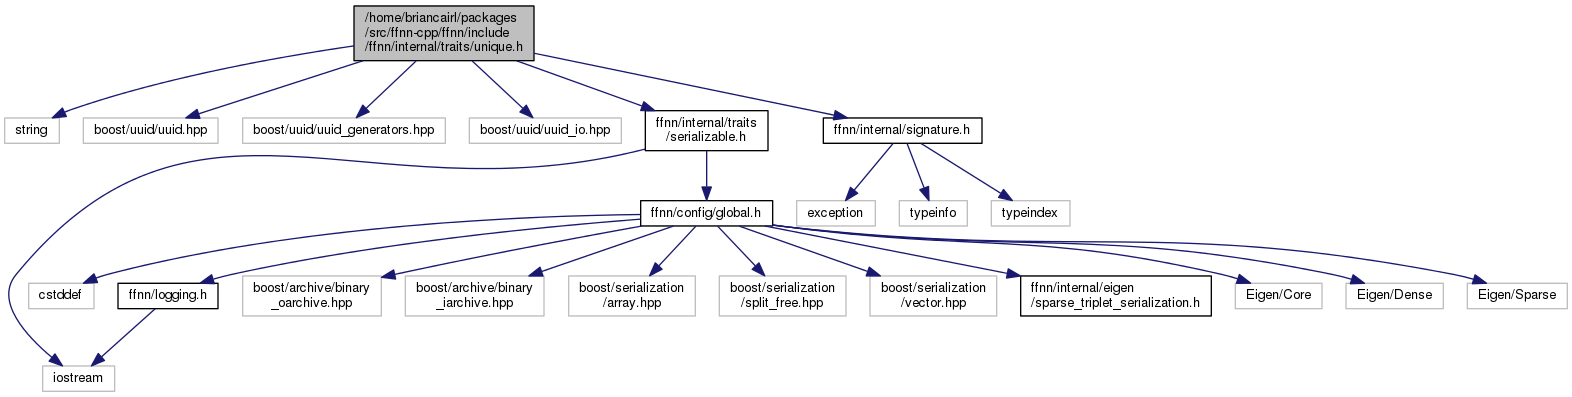 /home/briancairl/packages
/src/ffnn-cpp/ffnn/include
/ffnn/internal/traits/unique.h
string
boost/uuid/uuid.hpp
boost/uuid/uuid_generators.hpp
boost/uuid/uuid_io.hpp
ffnn/internal/traits
/serializable.h
ffnn/internal/signature.h
exception
typeinfo
typeindex
ffnn/config/global.h
cstddef
ffnn/logging.h
boost/archive/binary
_oarchive.hpp
boost/archive/binary
_iarchive.hpp
boost/serialization
/array.hpp
boost/serialization
/split_free.hpp
boost/serialization
/vector.hpp
ffnn/internal/eigen
/sparse_triplet_serialization.h
Eigen/Core
Eigen/Dense
Eigen/Sparse
iostream